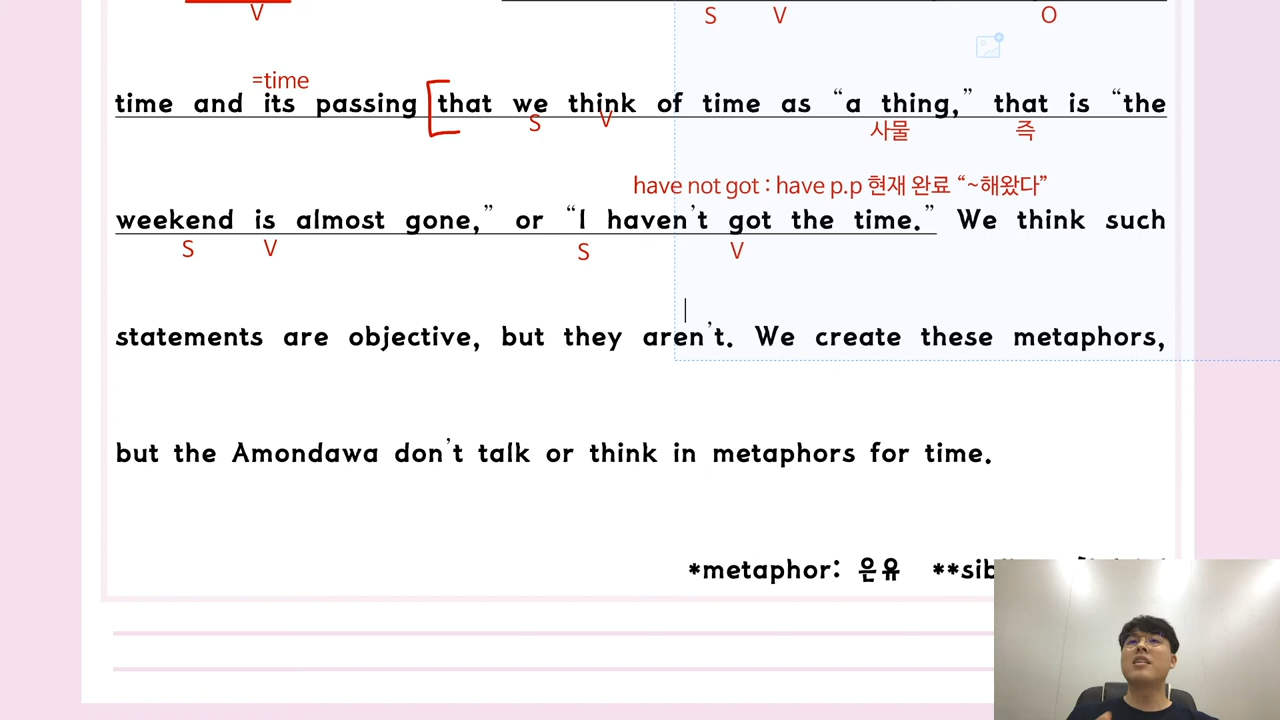 V
S V O
=time
time and its passing [that we think of time as “a thing,” that is “the
S V 사물 즉
have not got : have p.p 현재 완료 “~해왔다”
weekend is almost gone,” or “I haven’t got the time.” We think such
S V S V
statements are objective, but they aren’t. We create these metaphors,
but the Amondawa don’t talk or think in metaphors for time.
*metaphor: 은유